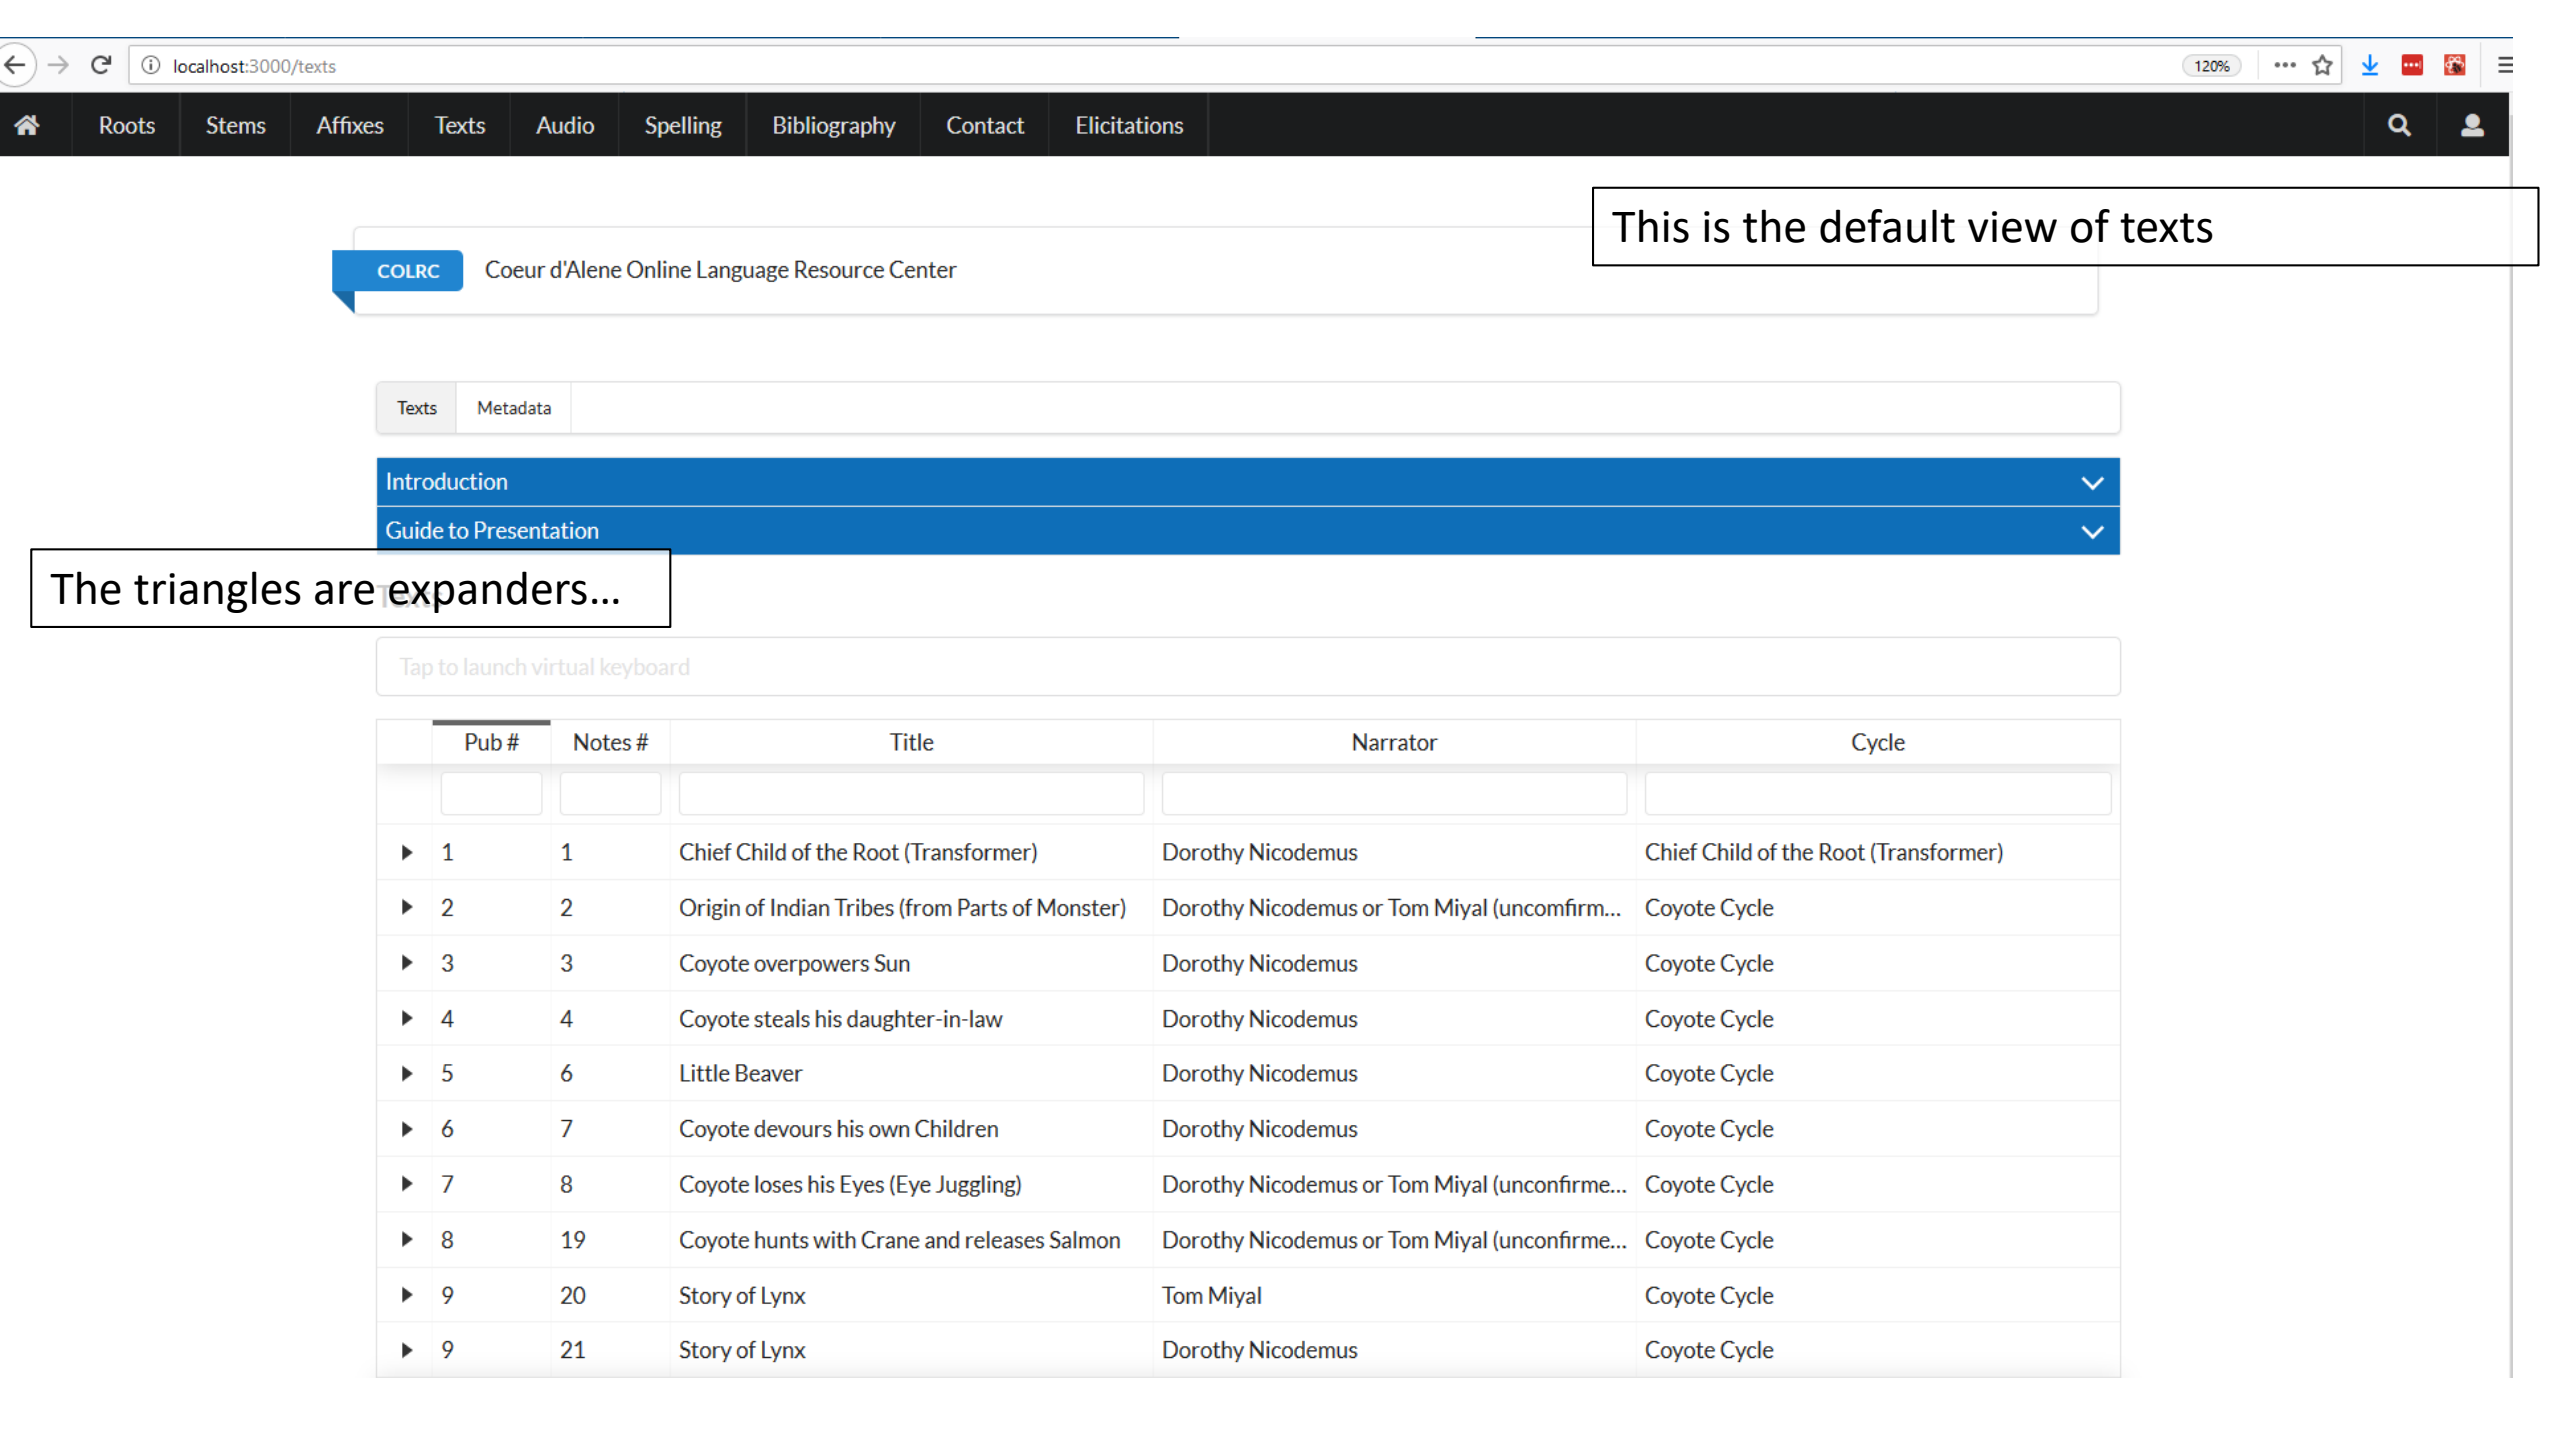 localhost:3000/texts 120%
Roots Stems Affixes Texts Audio Spelling Bibliography Contact Elicitations
This is the default view of texts
COLRC Coeur d'Alene Online Language Resource Center
Texts Metadata
Introduction
Guide to Presentation
The triangles are expanders...
Texts
Tap to launch virtual keyboard
Pub # Notes # Title Narrator Cycle
1 1 Chief Child of the Root (Transformer) Dorothy Nicodemus Chief Child of the Root (Transformer)
2 2 Origin of Indian Tribes (from Parts of Monster) Dorothy Nicodemus or Tom Miyal (uncomfirm... Coyote Cycle
3 3 Coyote overpowers Sun Dorothy Nicodemus Coyote Cycle
4 4 Coyote steals his daughter-in-law Dorothy Nicodemus Coyote Cycle
5 6 Little Beaver Dorothy Nicodemus Coyote Cycle
6 7 Coyote devours his own Children Dorothy Nicodemus Coyote Cycle
7 8 Coyote loses his Eyes (Eye Juggling) Dorothy Nicodemus or Tom Miyal (unconfirme... Coyote Cycle
8 19 Coyote hunts with Crane and releases Salmon Dorothy Nicodemus or Tom Miyal (unconfirme... Coyote Cycle
9 20 Story of Lynx Tom Miyal Coyote Cycle
9 21 Story of Lynx Dorothy Nicodemus Coyote Cycle